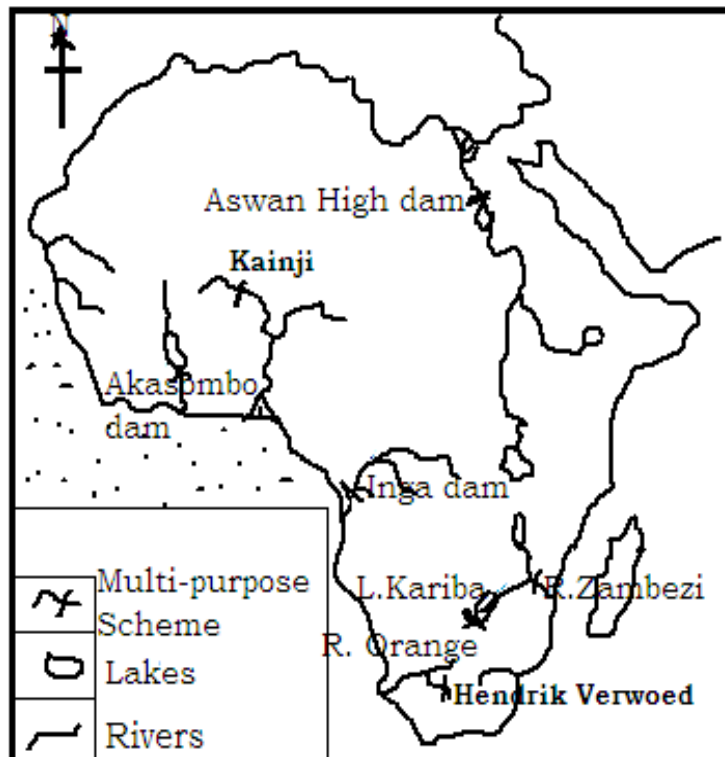 N
Aswan High dam
Kainji
Akasombo
dam
Inga dam
L.Kariba
R.Zambezi
R. Orange
Hendrik Verwoed
Multi-purpose
Scheme
Lakes
Rivers